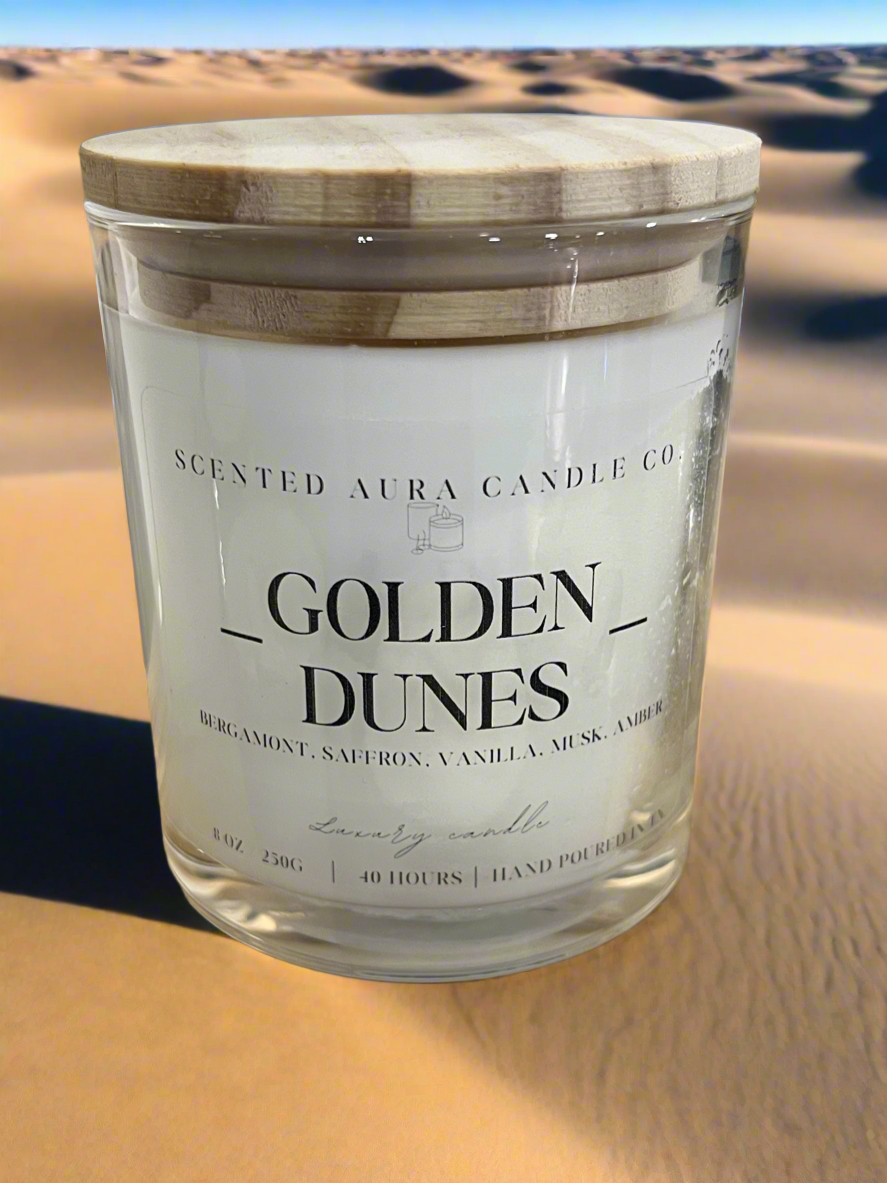 SCENTED AURA CANDLE CO.
_GOLDEN_
DUNES
BERGAMONT, SAFFRON, VANILLA, MUSK, AMBER
Luxury candle
8 OZ 250G | 40 HOURS | HAND POURED IN